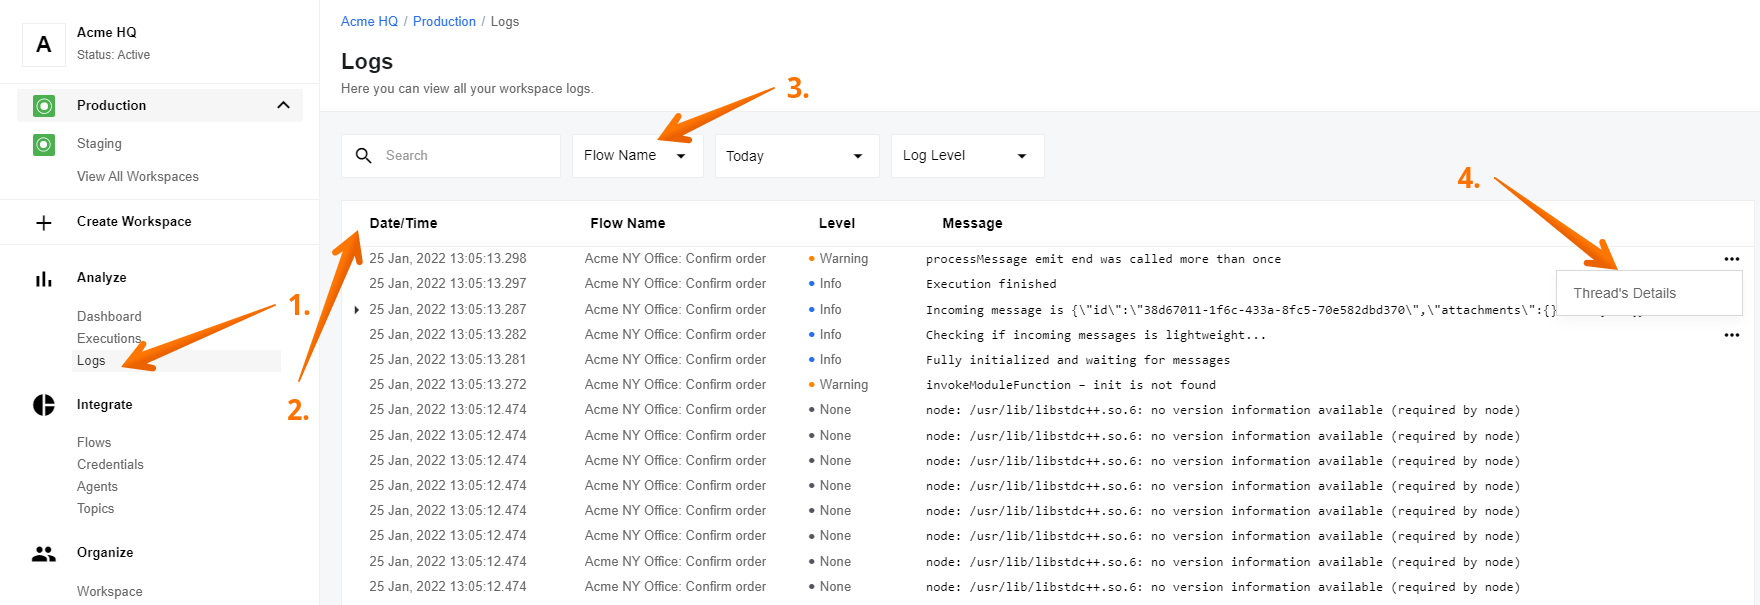 A
Acme HQ
Status: Active
Production
Staging
View All Workspaces
Create Workspace
Analyze
Dashboard
Executions
Logs
Integrate
Flows
Credentials
Agents
Topics
Organize
Workspace
1.
2.
Acme HQ / Production / Logs
Logs
Here you can view all your workspace logs.
3.
Search
Flow Name
Today
Log Level
4.
Date/Time Flow Name Level Message
25 Jan, 2022 13:05:13.298 Acme NY Office: Confirm order Warning processMessage emit end was called more than once
25 Jan, 2022 13:05:13.297 Acme NY Office: Confirm order Info Execution finished
Thread's Details
25 Jan, 2022 13:05:13.287 Acme NY Office: Confirm order Info Incoming message is {\"id\":\"38d67011-1f6c-433a-8fc5-70e582dbd370\",\"attachments\":{}
25 Jan, 2022 13:05:13.282 Acme NY Office: Confirm order Info Checking if incoming messages is lightweight...
25 Jan, 2022 13:05:13.281 Acme NY Office: Confirm order Info Fully initialized and waiting for messages
25 Jan, 2022 13:05:13.272 Acme NY Office: Confirm order Warning invokeModuleFunction – init is not found
25 Jan, 2022 13:05:12.474 Acme NY Office: Confirm order None node: /usr/lib/libstdc++.so.6: no version information available (required by node)
25 Jan, 2022 13:05:12.474 Acme NY Office: Confirm order None node: /usr/lib/libstdc++.so.6: no version information available (required by node)
25 Jan, 2022 13:05:12.474 Acme NY Office: Confirm order None node: /usr/lib/libstdc++.so.6: no version information available (required by node)
25 Jan, 2022 13:05:12.474 Acme NY Office: Confirm order None node: /usr/lib/libstdc++.so.6: no version information available (required by node)
25 Jan, 2022 13:05:12.474 Acme NY Office: Confirm order None node: /usr/lib/libstdc++.so.6: no version information available (required by node)
25 Jan, 2022 13:05:12.474 Acme NY Office: Confirm order None node: /usr/lib/libstdc++.so.6: no version information available (required by node)
25 Jan, 2022 13:05:12.474 Acme NY Office: Confirm order None node: /usr/lib/libstdc++.so.6: no version information available (required by node)
25 Jan, 2022 13:05:12.474 Acme NY Office: Confirm order None node: /usr/lib/libstdc++.so.6: no version information available (required by node)